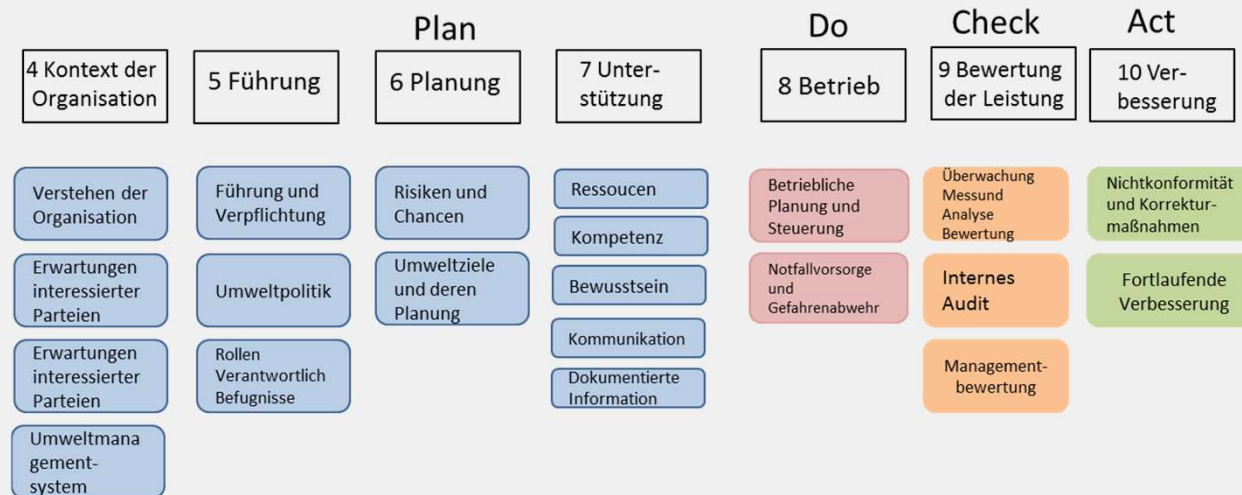 Plan
Do
Check
Act
4 Kontext der
Organisation
5 Führung
6 Planung
7 Unter-
stützung
8 Betrieb
9 Bewertung
der Leistung
10 Ver-
besserung
Verstehen der
Organisation
Erwartungen
interessierter
Parteien
Erwartungen
interessierter
Parteien
Umweltmana
gement-
system
Führung und
Verpflichtung
Umweltpolitik
Rollen
Verantwortlich
Befugnisse
Risiken und
Chancen
Umweltziele
und deren
Planung
Ressoucen
Kompetenz
Bewusstsein
Kommunikation
Dokumentierte
Information
Betriebliche
Planung und
Steuerung
Notfallvorsorge
und
Gefahrenabwehr
Überwachung
Messund
Analyse
Bewertung
Internes
Audit
Management-
bewertung
Nichtkonformität
und Korrektur-
maßnahmen
Fortlaufende
Verbesserung